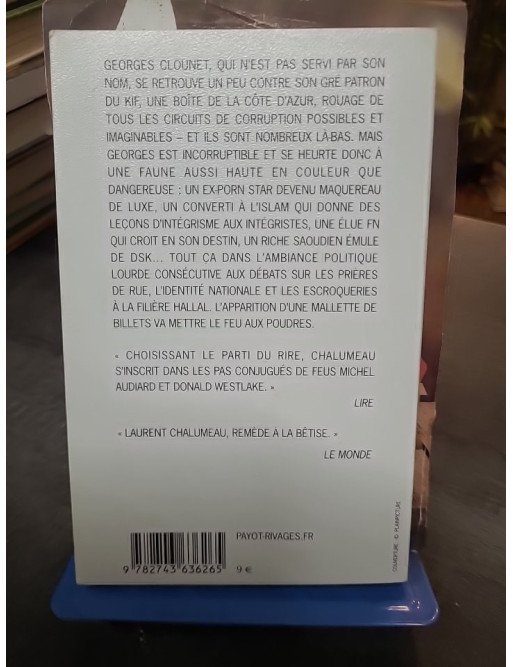 GEORGES CLOUNET, QUI N'EST PAS SERVI PAR SON
NOM, SE RETROUVE UN PEU CONTRE SON GRÉ PATRON
DU KIF, UNE BOÎTE DE LA CÔTE D'AZUR, ROUAGE DE
TOUS LES CIRCUITS DE CORRUPTION POSSIBLES ET
IMAGINABLES – ET ILS SONT NOMBREUX LÀ-BAS. MAIS
GEORGES EST INCORRUPTIBLE ET SE HEURTE DONC À
UNE FAUNE AUSSI HAUTE EN COULEUR QUE
DANGEREUSE : UN EX-PORN STAR DEVENU MAQUEREAU
DE LUXE, UN CONVERTI À L'ISLAM QUI DONNE DES
LEÇONS D'INTÉGRISME AUX INTÉGRISTES, UNE ÉLUE FN
QUI CROIT EN SON DESTIN, UN RICHE SAOUDIEN ÉMULE
DE DSK... TOUT ÇA DANS L'AMBIANCE POLITIQUE
LOURDE CONSÉCUTIVE AUX DÉBATS SUR LES PRIÈRES
DE RUE, L'IDENTITÉ NATIONALE ET LES ESCROQUERIES
À LA FILIÈRE HALLAL. L'APPARITION D'UNE MALLETTE DE
BILLETS VA METTRE LE FEU AUX POUDRES.
« CHOISISSANT LE PARTI DU RIRE, CHALUMEAU
S'INSCRIT DANS LES PAS CONJUGUÉS DE FEUS MICHEL
AUDIARD ET DONALD WESTLAKE. »
LIRE
« LAURENT CHALUMEAU, REMÈDE À LA BÊTISE. »
LE MONDE
PAYOT-RIVAGES.FR
9 782743 636265
9 €
COUVERTURE : © PLAINPICTURE